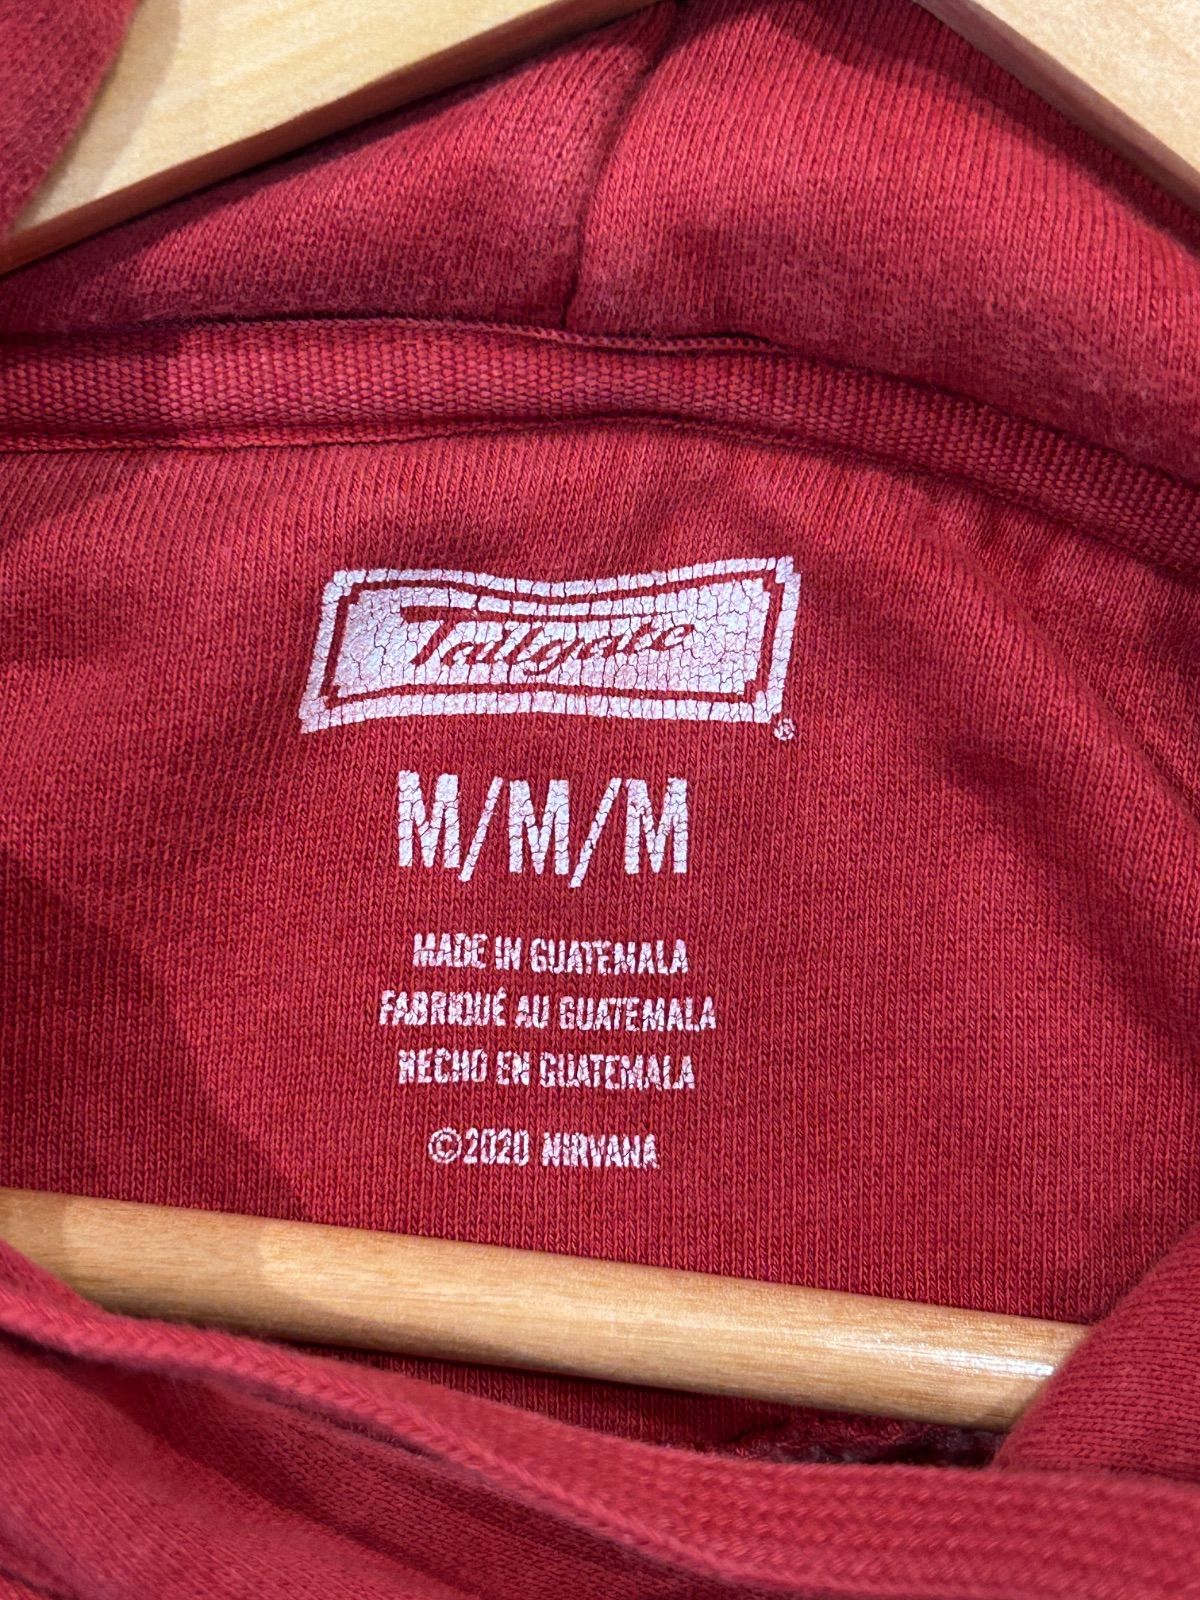 Tailgate®
M/M/M
MADE IN GUATEMALA
FABRIQUÉ AU GUATEMALA
HECHO EN GUATEMALA
©2020 NIRVANA